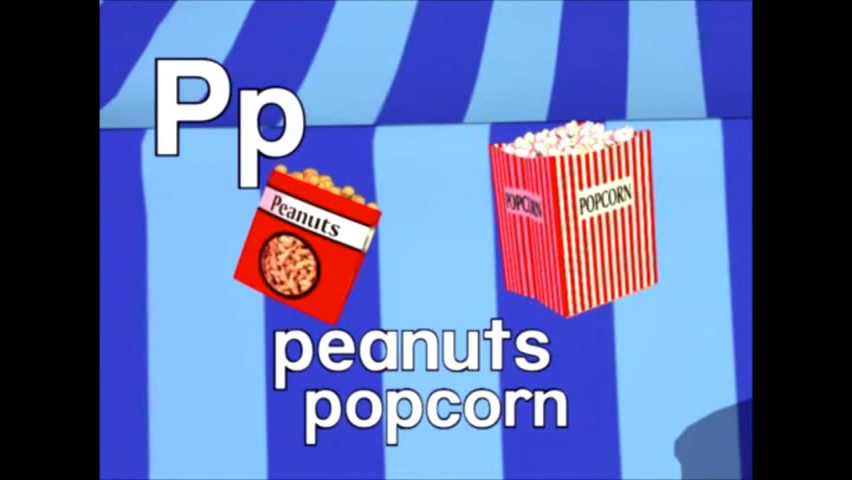 Pp
Peanuts
POPCORN
POPCORN
peanuts
popcorn